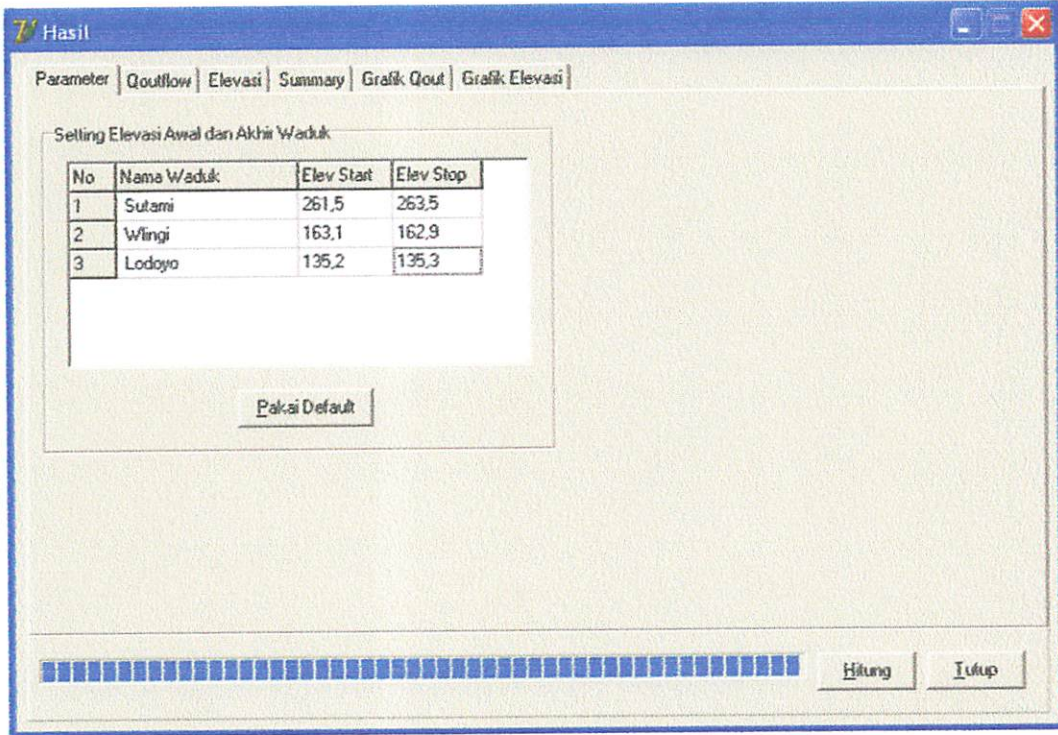 Hasil
Parameter Qoutflow Elevasi Summary Grafik Qout Grafik Elevasi
Setting Elevasi Awal dan Akhir Waduk
No Nama Waduk Elev Start Elev Stop
1 Sutami 261,5 263,5
2 Wlingi 163,1 162,9
3 Lodoyo 135,2 135,3
Pakai Default
Hitung Tutup